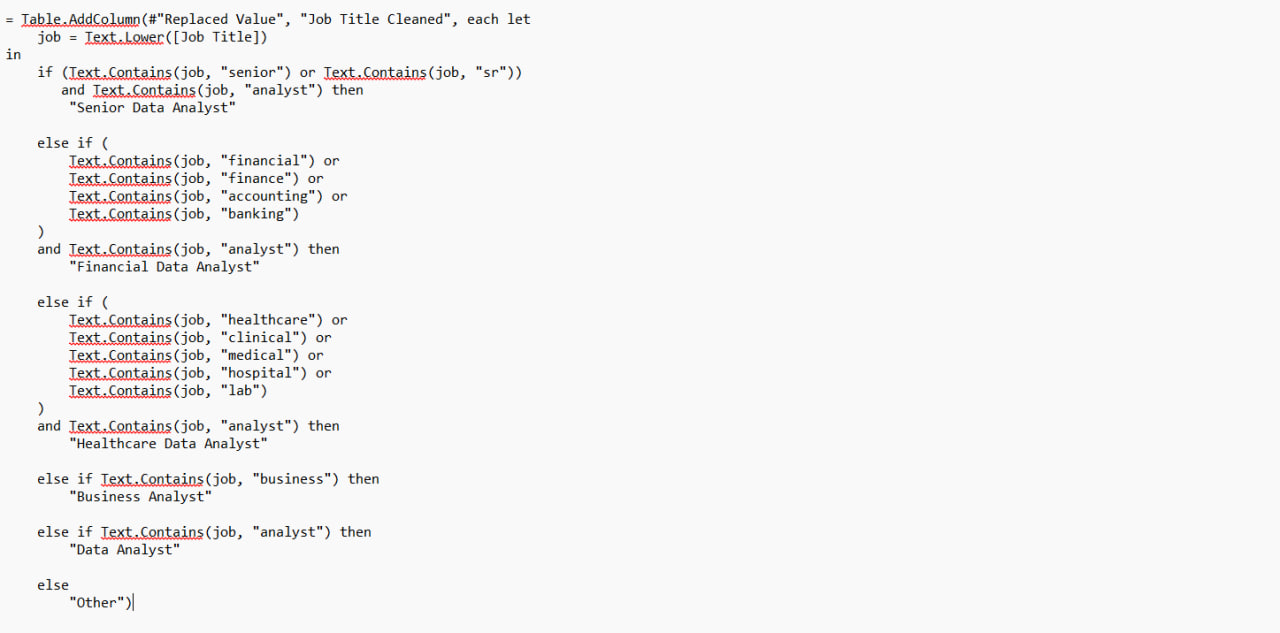 = Table.AddColumn(#"Replaced Value", "Job Title Cleaned", each let
    job = Text.Lower([Job Title])
in
    if (Text.Contains(job, "senior") or Text.Contains(job, "sr"))
       and Text.Contains(job, "analyst") then
        "Senior Data Analyst"

    else if (
        Text.Contains(job, "financial") or
        Text.Contains(job, "finance") or
        Text.Contains(job, "accounting") or
        Text.Contains(job, "banking")
    )
    and Text.Contains(job, "analyst") then
        "Financial Data Analyst"

    else if (
        Text.Contains(job, "healthcare") or
        Text.Contains(job, "clinical") or
        Text.Contains(job, "medical") or
        Text.Contains(job, "hospital") or
        Text.Contains(job, "lab")
    )
    and Text.Contains(job, "analyst") then
        "Healthcare Data Analyst"

    else if Text.Contains(job, "business") then
        "Business Analyst"

    else if Text.Contains(job, "analyst") then
        "Data Analyst"

    else
        "Other")